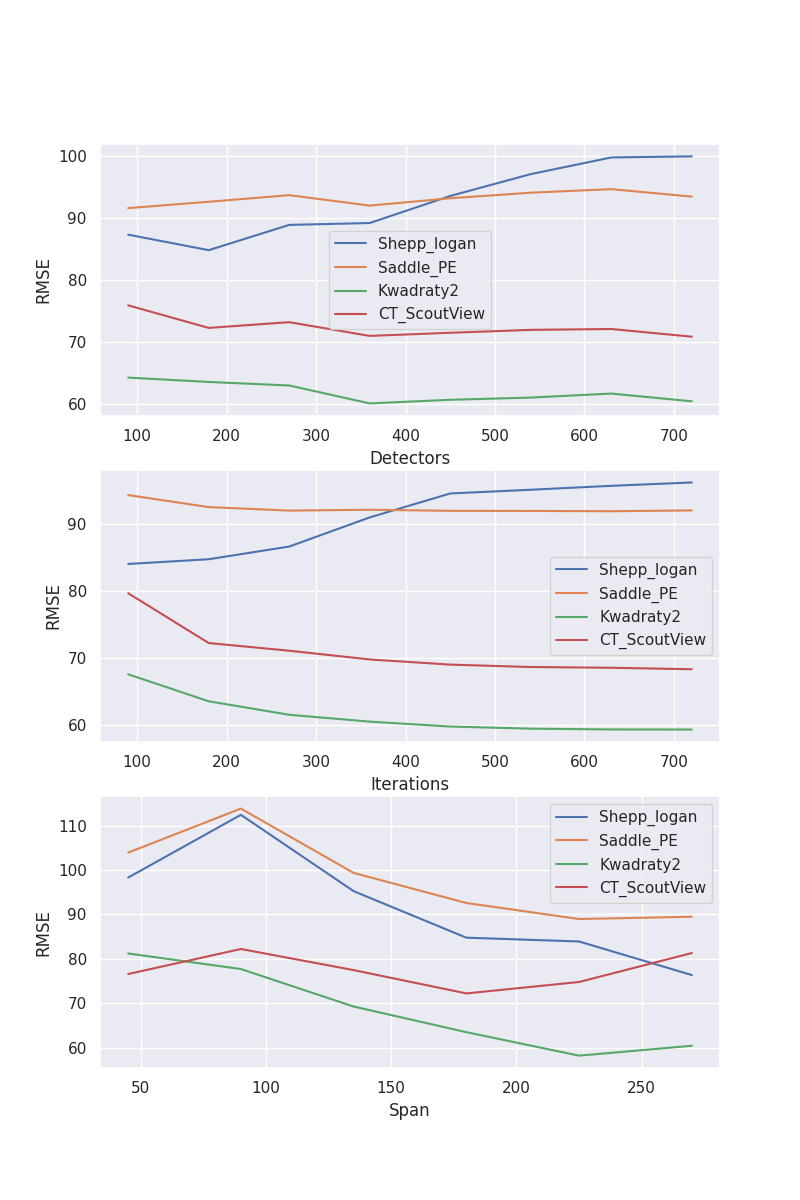 100
90
80
70
60
RMSE
Shepp_logan
Saddle_PE
Kwadraty2
CT_ScoutView
100 200 300 400 500 600 700
Detectors
90
80
70
60
RMSE
Shepp_logan
Saddle_PE
Kwadraty2
CT_ScoutView
100 200 300 400 500 600 700
Iterations
110
100
90
80
70
60
RMSE
Shepp_logan
Saddle_PE
Kwadraty2
CT_ScoutView
50 100 150 200 250
Span